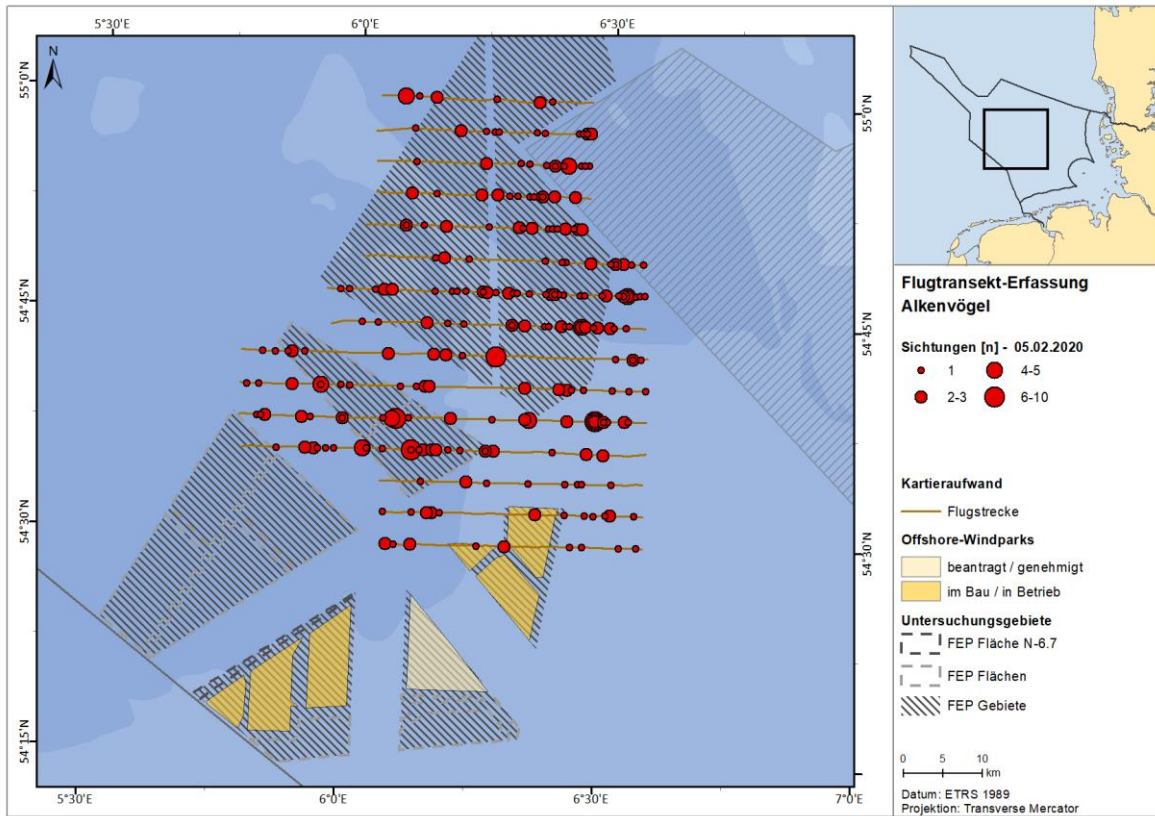 5°30'E
6°0'E
6°30'E
N
55°0'N
54°45'N
54°30'N
54°15'N
55°0'N
54°45'N
54°30'N
5°30'E
6°0'E
6°30'E
7°0'E
Flugtransekt-Erfassung
Alkenvögel
Sichtungen [n] - 05.02.2020
1
4-5
2-3
6-10
Kartieraufwand
Flugstrecke
Offshore-Windparks
beantragt / genehmigt
im Bau / in Betrieb
Untersuchungsgebiete
FEP Fläche N-6.7
FEP Flächen
FEP Gebiete
0 5 10
km
Datum: ETRS 1989
Projektion: Transverse Mercator